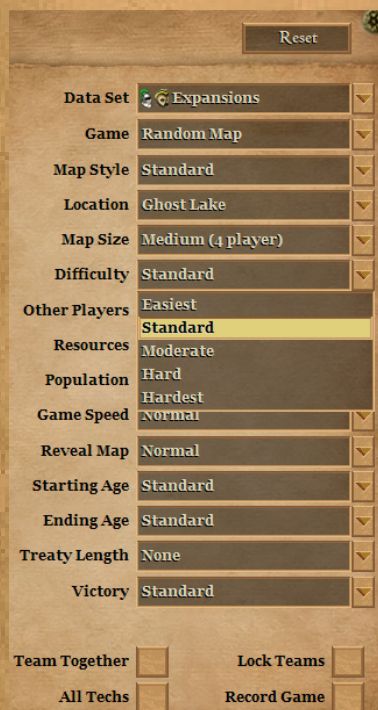 Reset
Data Set Expansions
Game Random Map
Map Style Standard
Location Ghost Lake
Map Size Medium (4 player)
Difficulty Standard
Other Players Easiest
Standard
Resources Moderate
Population Hard
Hardest
Game Speed Normal
Reveal Map Normal
Starting Age Standard
Ending Age Standard
Treaty Length None
Victory Standard
Team Together Lock Teams
All Techs Record Game